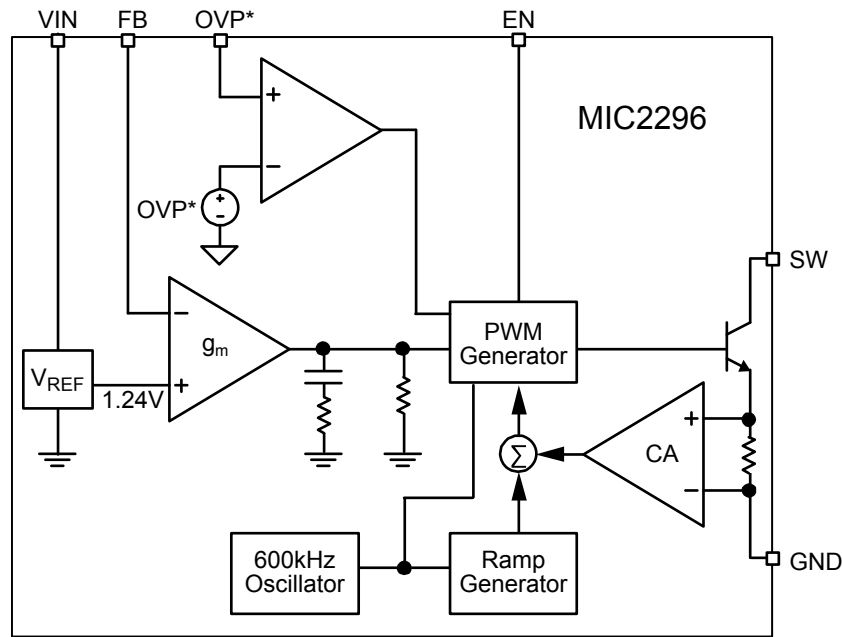 VIN FB OVP* EN
MIC2296
+
−
OVP*
+
−
SW
−
gm
+
VREF
1.24V
PWM
Generator
+
CA
−
Σ
600kHz
Oscillator
Ramp
Generator
GND